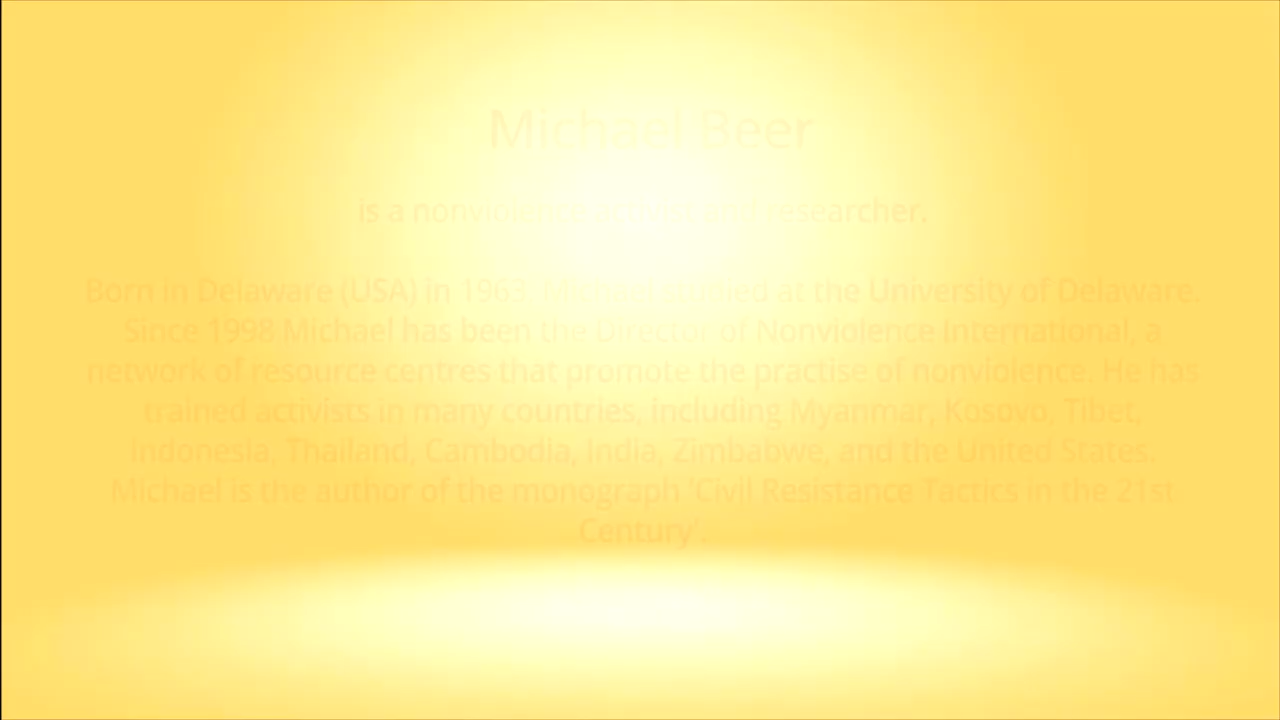 Michael Beer
is a nonviolence activist and researcher.
Born in Delaware (USA) in 1963, Michael studied at the University of Delaware.
Since 1998 Michael has been the Director of Nonviolence International, a
network of resource centres that promote the practise of nonviolence. He has
trained activists in many countries, including Myanmar, Kosovo, Tibet,
Indonesia, Thailand, Cambodia, India, Zimbabwe, and the United States.
Michael is the author of the monograph 'Civil Resistance Tactics in the 21st
Century'.